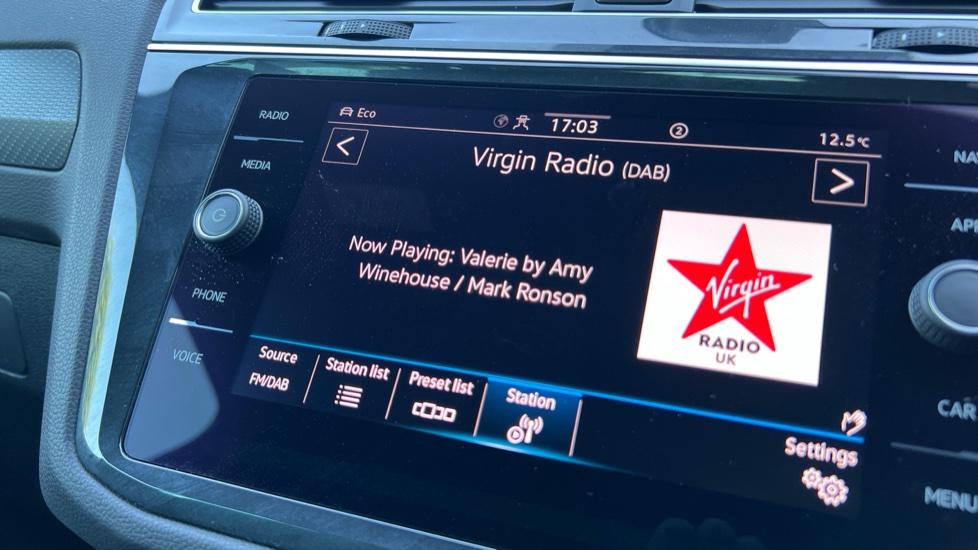 RADIO
MEDIA
PHONE
VOICE
Eco
17:03
2
12.5°C
<
Virgin Radio (DAB)
>
Now Playing: Valerie by Amy
Winehouse / Mark Ronson
Virgin
RADIO
UK
Source
FM/DAB
Station list
Preset list
Station
Settings
CAR
MENU